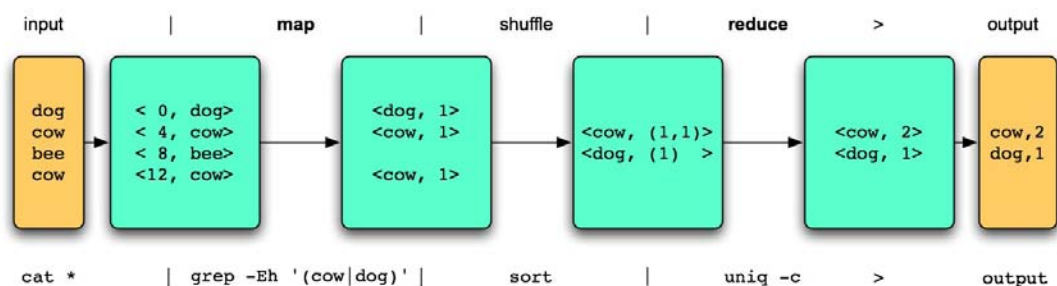 input | map | shuffle | reduce > output
dog
cow
bee
cow
< 0, dog>
< 4, cow>
< 8, bee>
<12, cow>
<dog, 1>
<cow, 1>
<cow, 1>
<cow, (1,1)>
<dog, (1) >
<cow, 2>
<dog, 1>
cow,2
dog,1
cat * | grep -Eh '(cow|dog)' | sort | uniq -c > output